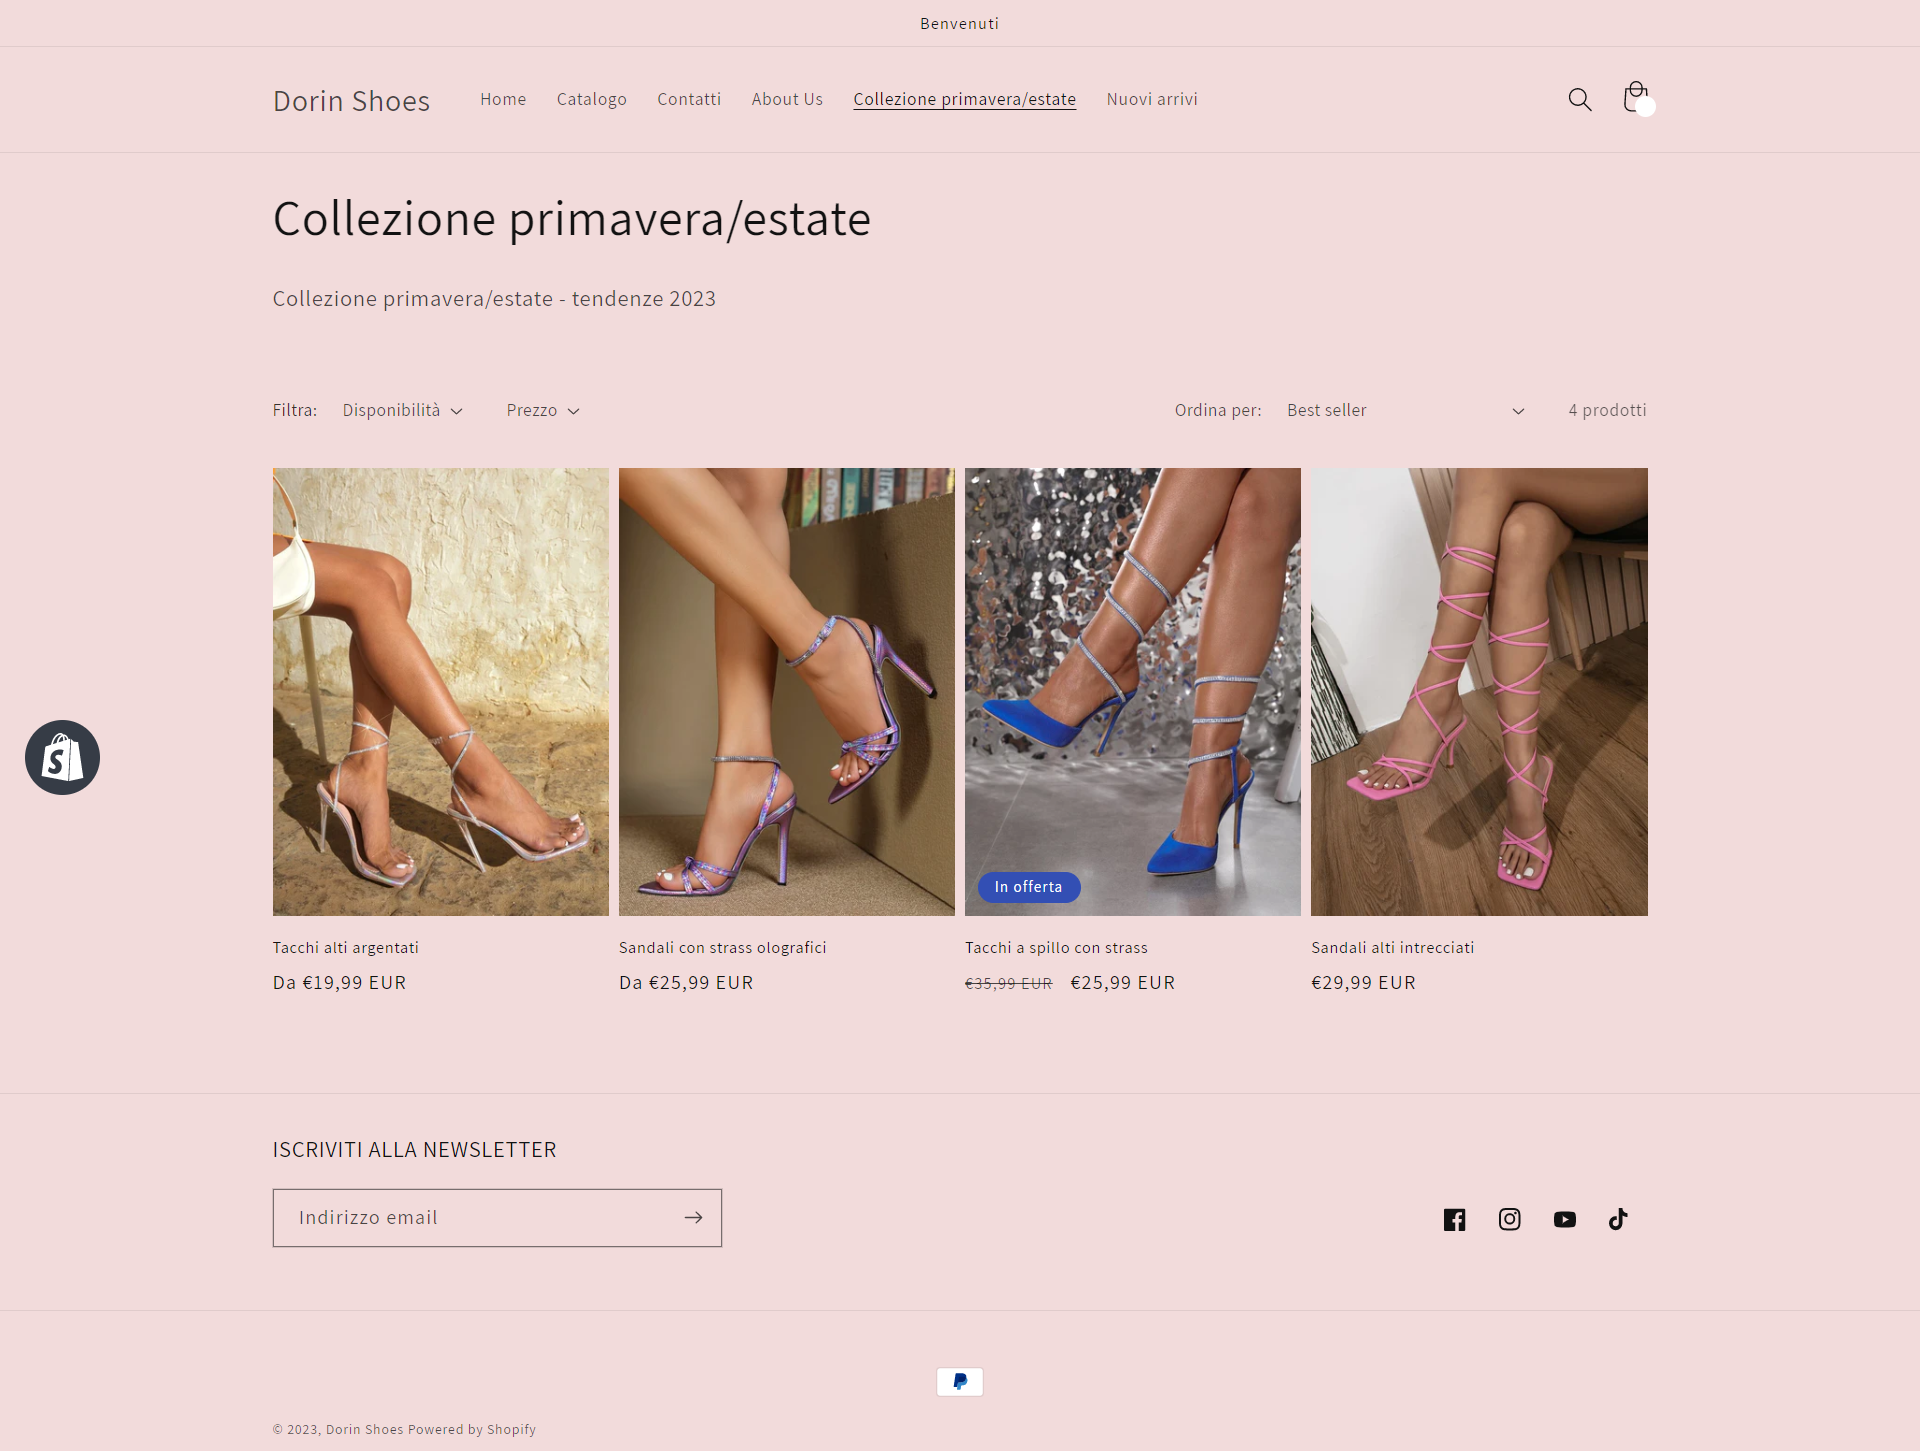 Benvenuti
Dorin Shoes
Home
Catalogo
Contatti
About Us
Collezione primavera/estate
Nuovi arrivi
Collezione primavera/estate
Collezione primavera/estate - tendenze 2023
Filtra:
Disponibilità
Prezzo
Ordina per:
Best seller
4 prodotti
In offerta
Tacchi alti argentati
Da €19,99 EUR
Sandali con strass olografici
Da €25,99 EUR
Tacchi a spillo con strass
€35,99 EUR €25,99 EUR
Sandali alti intrecciati
€29,99 EUR
ISCRIVITI ALLA NEWSLETTER
Indirizzo email
© 2023, Dorin Shoes Powered by Shopify